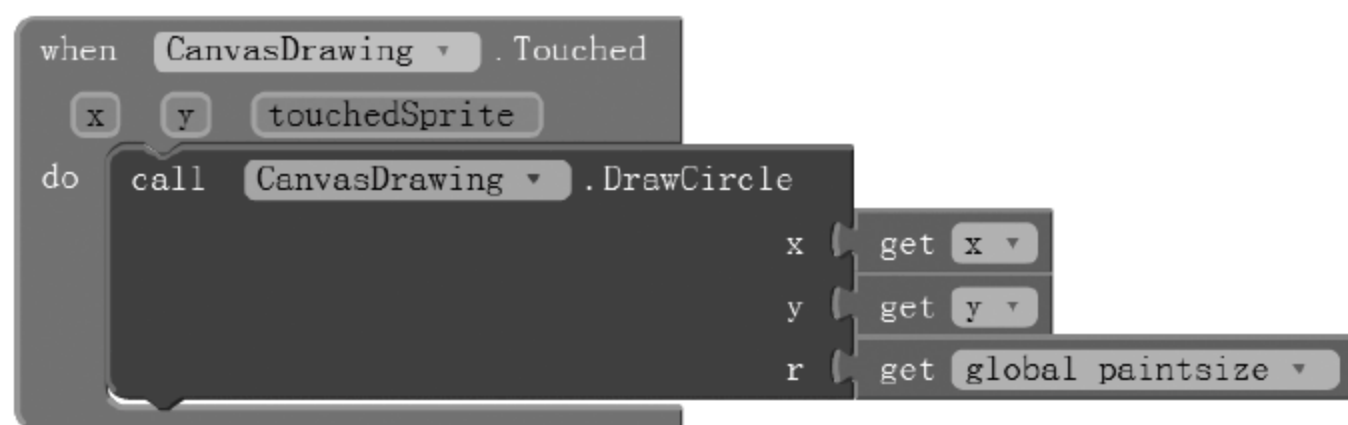 when CanvasDrawing .Touched
x y touchedSprite
do call CanvasDrawing .DrawCircle
x get x
y get y
r get global paintsize